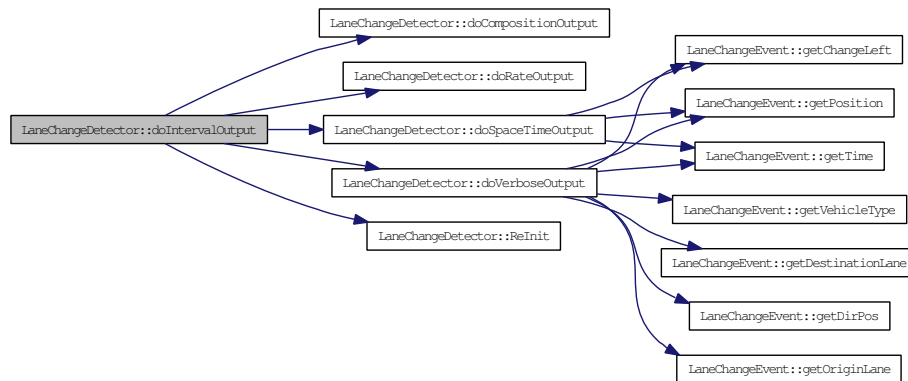 LaneChangeDetector::doIntervalOutput
LaneChangeDetector::doCompositionOutput
LaneChangeDetector::doRateOutput
LaneChangeDetector::doSpaceTimeOutput
LaneChangeDetector::doVerboseOutput
LaneChangeDetector::ReInit
LaneChangeEvent::getChangeLeft
LaneChangeEvent::getPosition
LaneChangeEvent::getTime
LaneChangeEvent::getVehicleType
LaneChangeEvent::getDestinationLane
LaneChangeEvent::getDirPos
LaneChangeEvent::getOriginLane